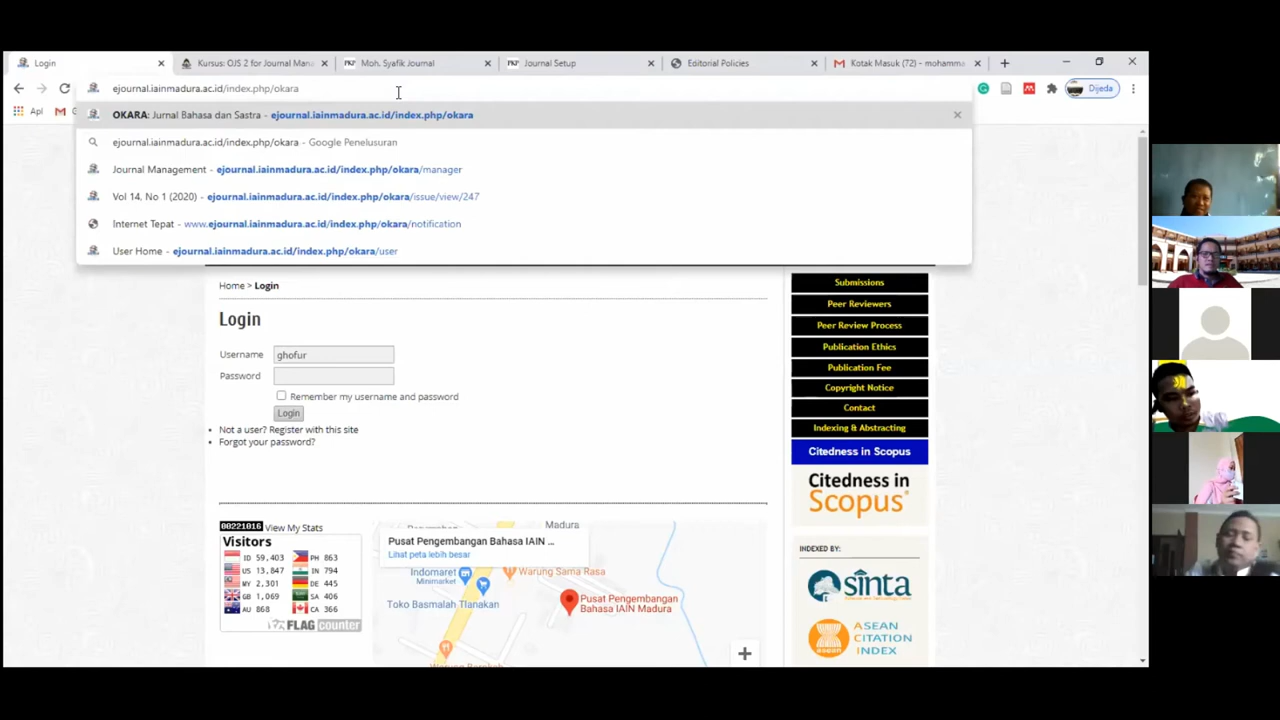 Login
Kursus: OJS 2 for Journal Mana
PKP Moh. Syafik Journal
PKP Journal Setup
Editorial Policies
Kotak Masuk (72) - mohamma
ejournal.iainmadura.ac.id/index.php/okara
Dijeda
Apl
OKARA: Jurnal Bahasa dan Sastra - ejournal.iainmadura.ac.id/index.php/okara
ejournal.iainmadura.ac.id/index.php/okara - Google Penelusuran
Journal Management - ejournal.iainmadura.ac.id/index.php/okara/manager
Vol 14, No 1 (2020) - ejournal.iainmadura.ac.id/index.php/okara/issue/view/247
Internet Tepat - www.ejournal.iainmadura.ac.id/index.php/okara/notification
User Home - ejournal.iainmadura.ac.id/index.php/okara/user
Home > Login
Login
Username ghofur
Password
Remember my username and password
Login
Not a user? Register with this site
Forgot your password?
00221016 View My Stats
Visitors
ID 59,403 PH 863
US 13,847 IN 794
MY 2,301 DE 445
GB 1,069 SA 406
AU 868 CA 366
FLAG counter
Madura
Pusat Pengembangan Bahasa IAIN ...
Lihat peta lebih besar
Indomaret
Minimarket
Warung Sama Rasa
Toko Basmalah Tlanakan
Pusat Pengembangan
Bahasa IAIN Madura
+
Submissions
Peer Reviewers
Peer Review Process
Publication Ethics
Publication Fee
Copyright Notice
Contact
Indexing & Abstracting
Citedness in Scopus
Citedness in
Scopus
INDEXED BY:
sinta
ASEAN
CITATION
INDEX